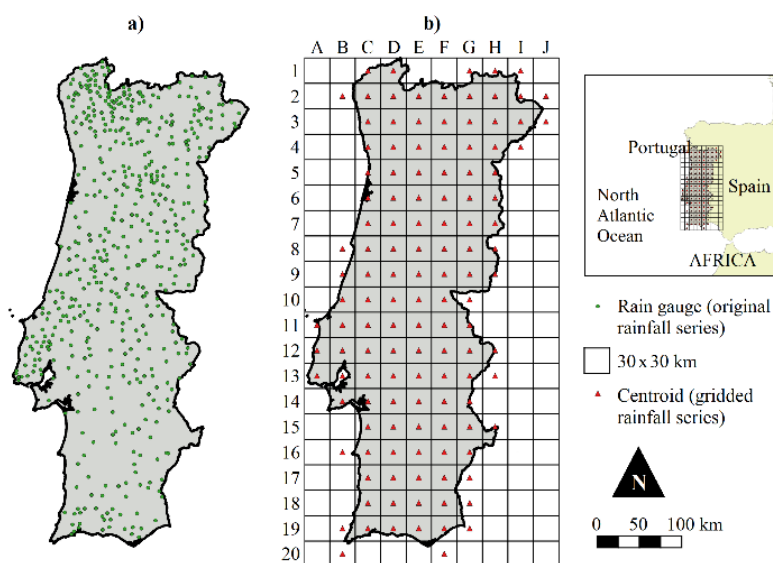 a)
b)
A B C D E F G H I J
1
2
3
4
5
6
7
8
9
10
11
12
13
14
15
16
17
18
19
20
Portugal
Spain
North
Atlantic
Ocean
AFRICA
Rain gauge (original
rainfall series)
30 x 30 km
Centroid (gridded
rainfall series)
N
0 50 100 km